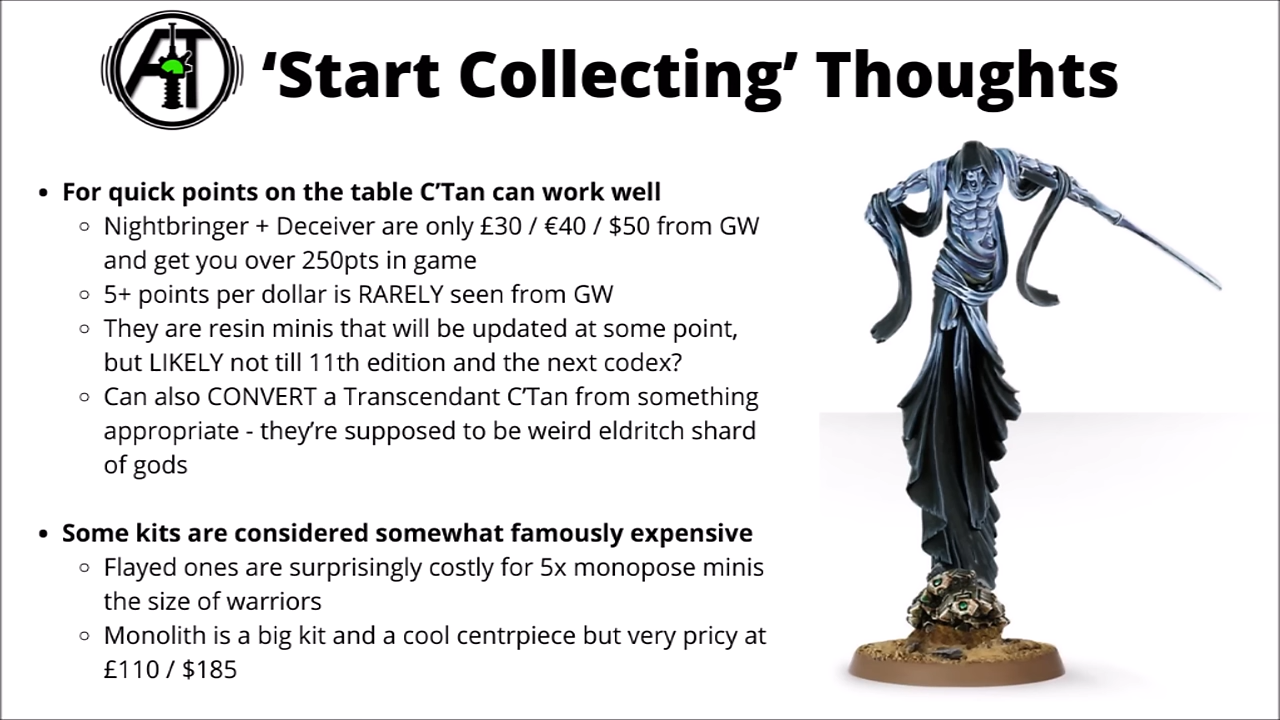 AT
‘Start Collecting’ Thoughts
• For quick points on the table C’Tan can work well
○ Nightbringer + Deceiver are only £30 / €40 / $50 from GW
and get you over 250pts in game
○ 5+ points per dollar is RARELY seen from GW
○ They are resin minis that will be updated at some point,
but LIKELY not till 11th edition and the next codex?
○ Can also CONVERT a Transcendant C’Tan from something
appropriate - they’re supposed to be weird eldritch shard
of gods
• Some kits are considered somewhat famously expensive
○ Flayed ones are surprisingly costly for 5x monopose minis
the size of warriors
○ Monolith is a big kit and a cool centrpiece but very pricy at
£110 / $185